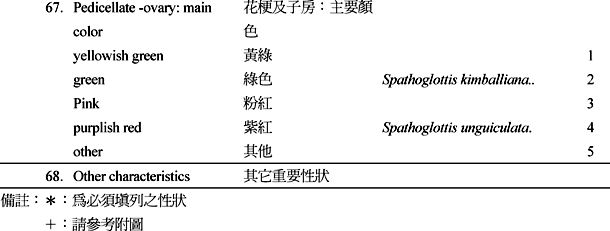 67. Pedicellate -ovary: main 花梗及子房：主要顏
color 色
yellowish green 黃綠 1
green 綠色 Spathoglottis kimballiana.. 2
Pink 粉紅 3
purplish red 紫紅 Spathoglottis unguiculata. 4
other 其他 5
68. Other characteristics 其它重要性狀
備註：＊：爲必須塡列之性狀
＋：請參考附圖